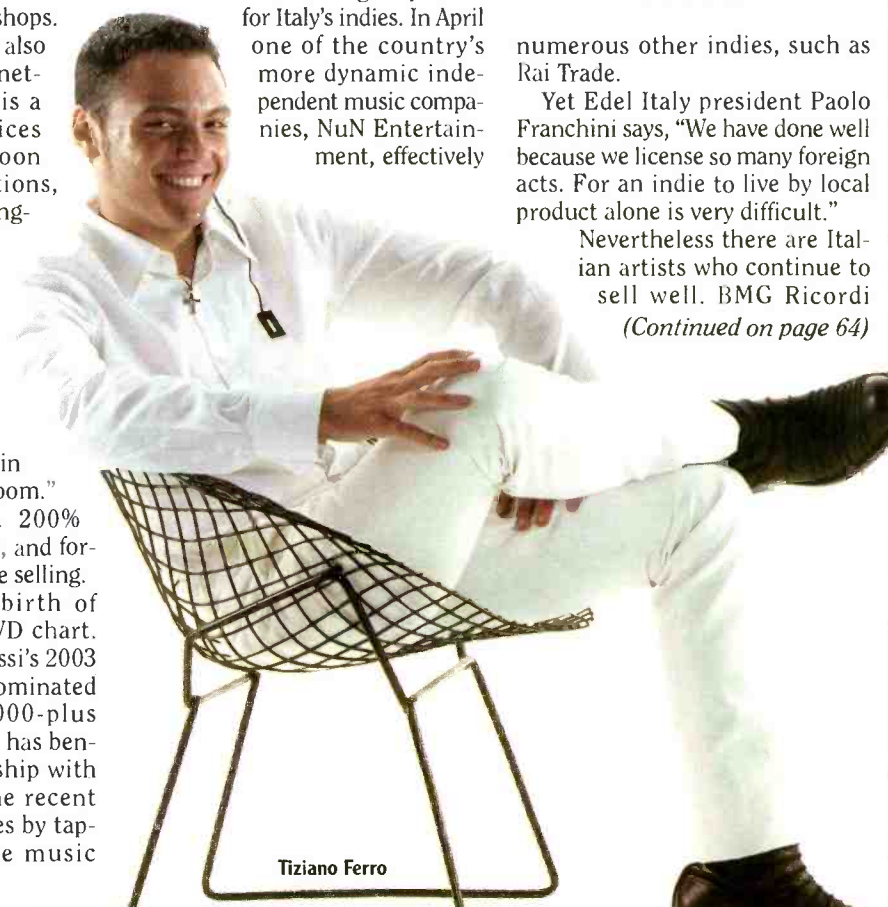 shops.
also
net-
is a
ices
oon
tions,
ng-
in
oom.”
. 200%
, and for-
e selling.
birth of
VD chart.
ssi's 2003
ominated
000-plus
has ben-
ship with
e recent
es by tap-
e music
for Italy's indies. In April
one of the country's
more dynamic inde-
pendent music compa-
nies, NuN Entertain-
ment, effectively
numerous other indies, such as
Rai Trade.
Yet Edel Italy president Paolo
Franchini says, “We have done well
because we license so many foreign
acts. For an indie to live by local
product alone is very difficult.”
Nevertheless there are Ital-
ian artists who continue to
sell well. BMG Ricordi
(Continued on page 64)
Tiziano Ferro